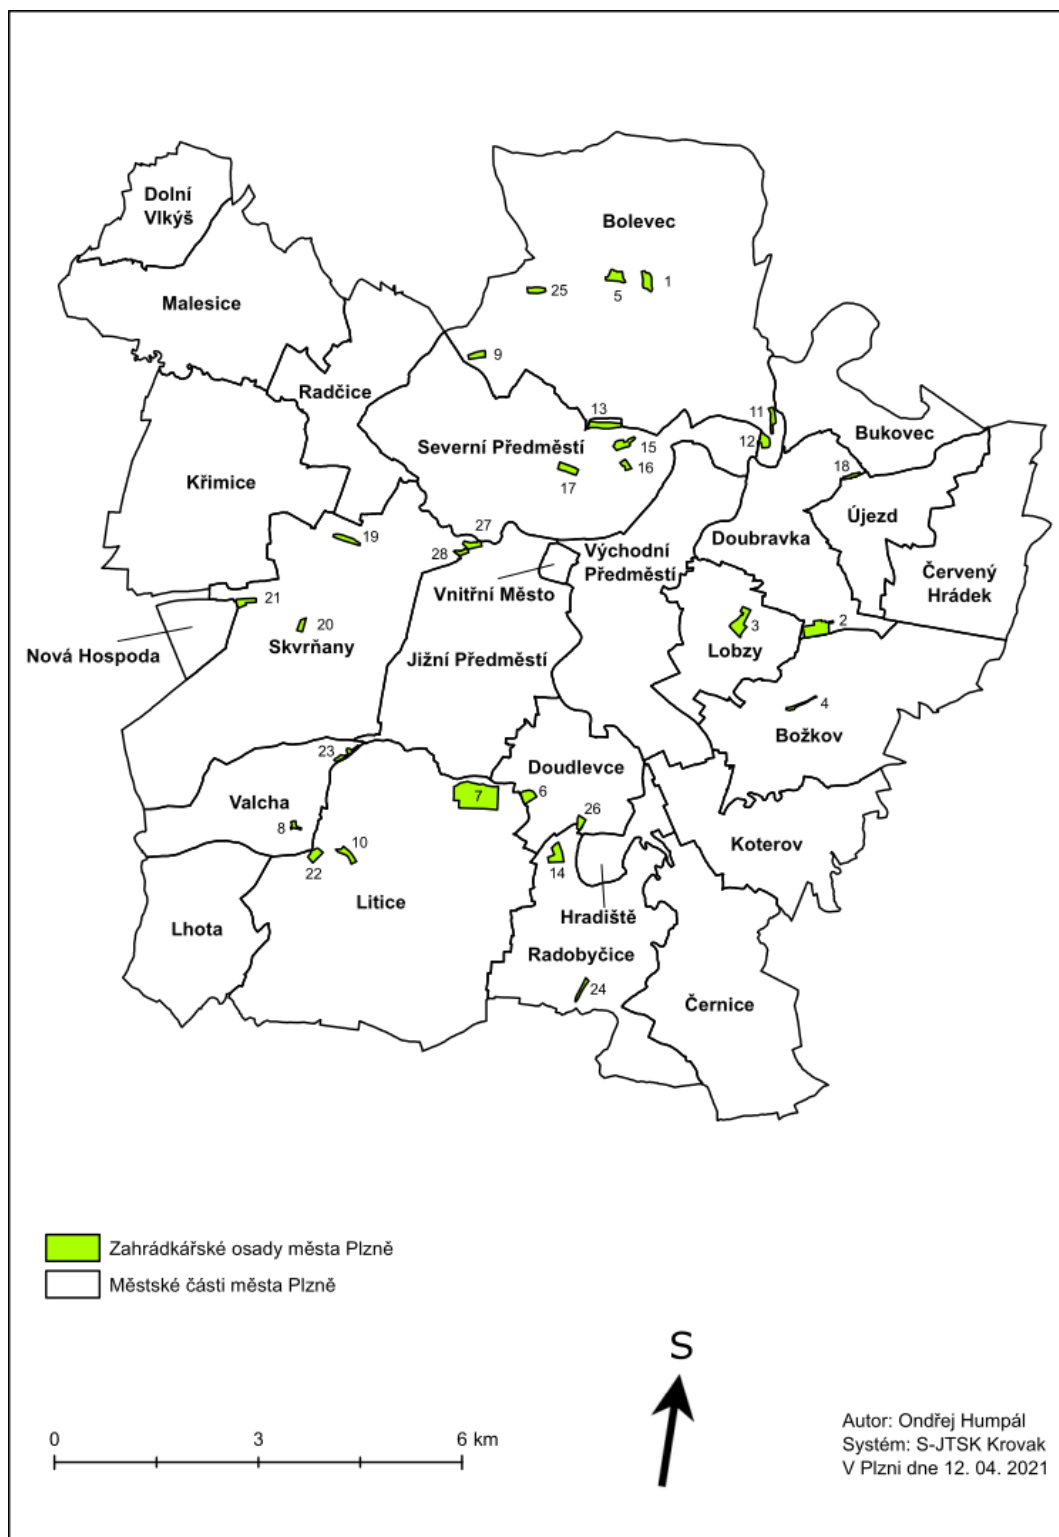 Dolní
Vlkýš
Bolevec
Malesice
25
5
1
9
Radčice
13
11
Severní Předměstí
15
12
Bukovec
16
17
18
Křimice
Újezd
19
27
28
Východní
Předměstí
Doubravka
Vnitřní Město
Červený
Hrádek
21
20
3
2
Nová Hospoda
Skvrňany
Jižní Předměstí
Lobzy
4
Božkov
23
Doudlevce
7
6
Valcha
8
26
10
Koterov
22
14
Litice
Hradiště
Lhota
Radobyčice
24
Černice
Zahrádkářské osady města Plzně
Městské části města Plzně
S
0
3
6 km
Autor: Ondřej Humpál
Systém: S-JTSK Krovak
V Plzni dne 12. 04. 2021